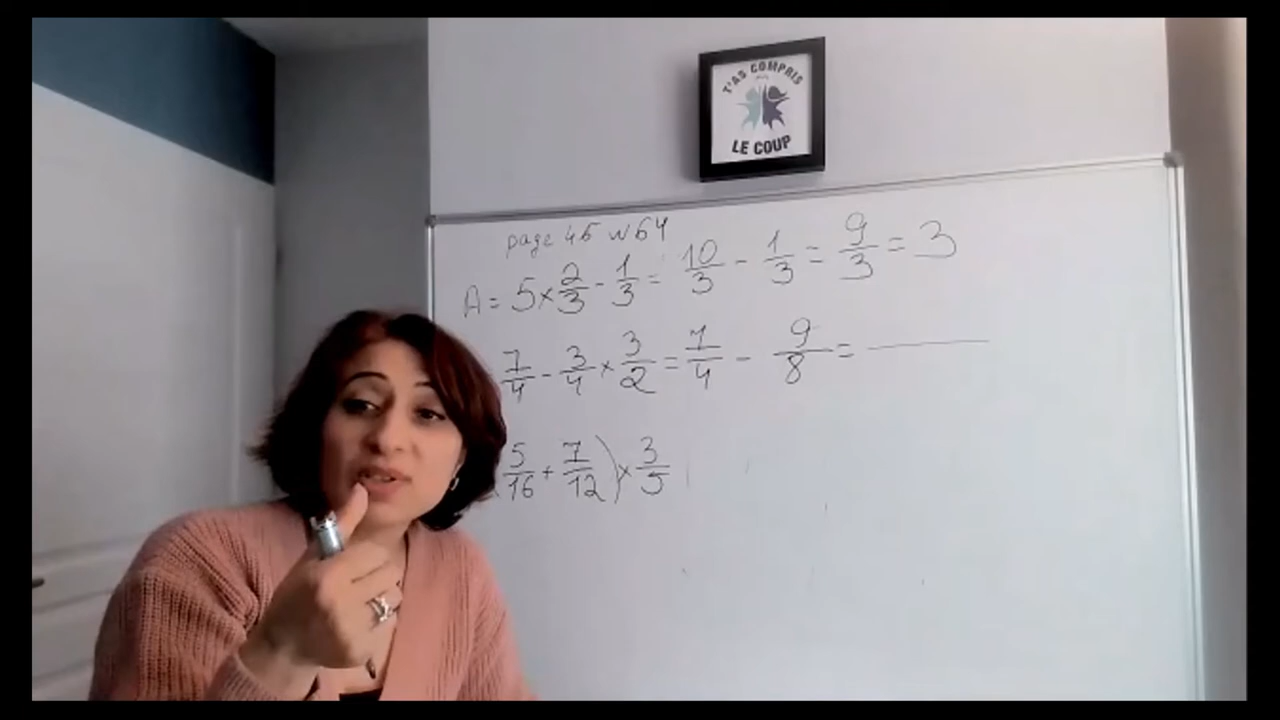 T'AS COMPRIS
LE COUP
page 46 n 64
A = 5 × 2/3 - 1/3 = 10/3 - 1/3 = 9/3 = 3
7/4 - 3/4 × 3/2 = 7/4 - 9/8 =
(5/16 + 7/12) × 3/5